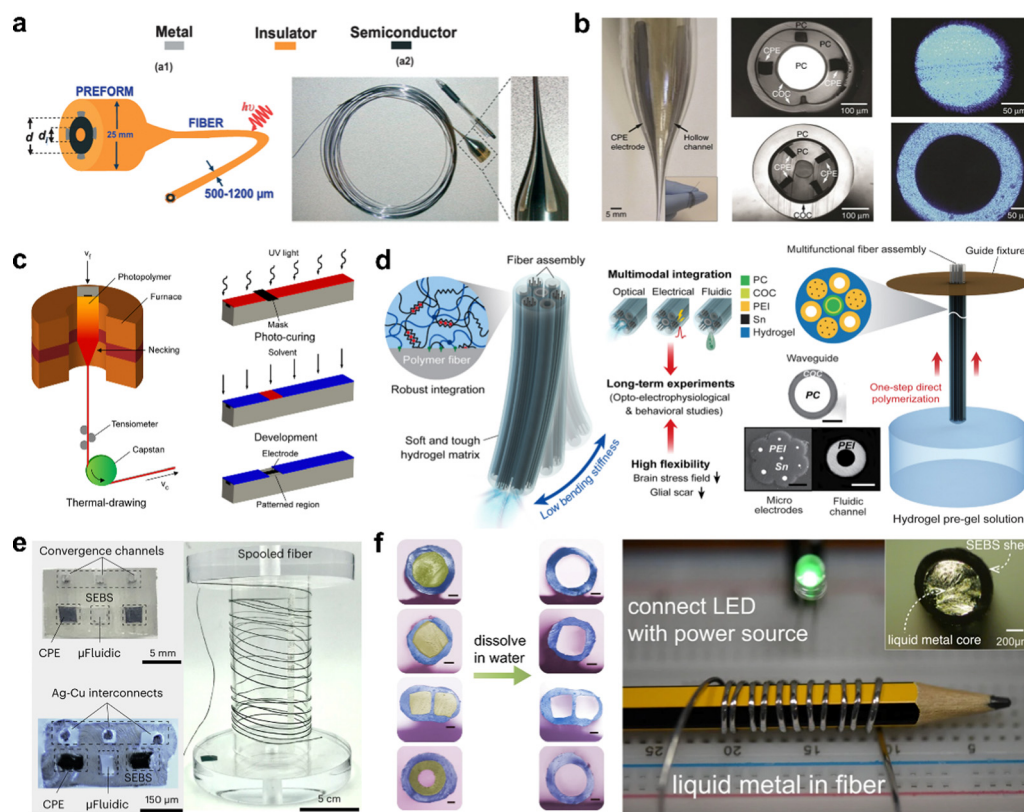 a
Metal
Insulator
Semiconductor
(a1)
(a2)
PREFORM
FIBER
hυ
d
25 mm
500-1200 μm
b
CPE
electrode
Hollow
channel
5 mm
PC
PC
CPE
PC
CPE
COC
100 μm
50 μm
PC
CPE
CPE
COC
100 μm
50 μm
c
Vf
Photopolymer
Furnace
Necking
Tensiometer
Capstan
Vc
Thermal-drawing
UV light
Mask
Photo-curing
Solvent
Development
Electrode
Patterned region
d
Fiber assembly
Polymer fiber
Robust integration
Soft and tough
hydrogel matrix
Low bending stiffness
Multimodal integration
Optical
Electrical
Fluidic
Long-term experiments
(Opto-electrophysiological
& behavioral studies)
High flexibility
Brain stress field
Glial scar
PC
COC
PEI
Sn
Hydrogel
Multifunctional fiber assembly
Guide fixture
Waveguide
COC
PC
PEI
Sn
PEI
Micro
electrodes
Fluidic
channel
One-step direct
polymerization
Hydrogel pre-gel solution
e
Convergence channels
SEBS
CPE
μFluidic
5 mm
Ag-Cu interconnects
SEBS
CPE
μFluidic
150 μm
Spooled fiber
5 cm
f
dissolve
in water
connect LED
with power source
SEBS she
liquid metal core
200μm
25
20
15
10
5
liquid metal in fiber